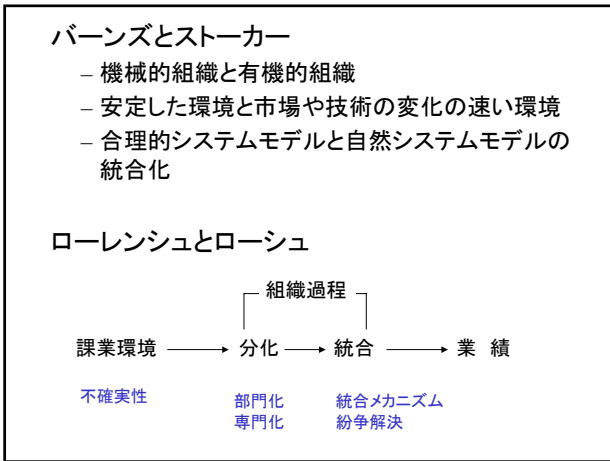 バーンズとストーカー
– 機械的組織と有機的組織
– 安定した環境と市場や技術の変化の速い環境
– 合理的システムモデルと自然システムモデルの
統合化
ローレンシュとローシュ
組織過程
課業環境 分化 統合 業 績
不確実性 部門化 統合メカニズム
専門化 紛争解決